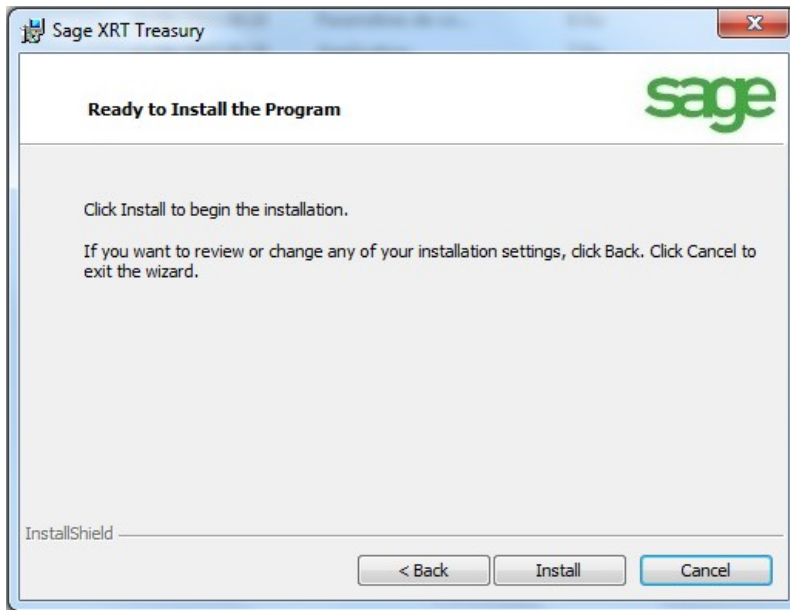 Sage XRT Treasury
Ready to Install the Program
sage
Click Install to begin the installation.
If you want to review or change any of your installation settings, click Back. Click Cancel to
exit the wizard.
InstallShield
< Back
Install
Cancel